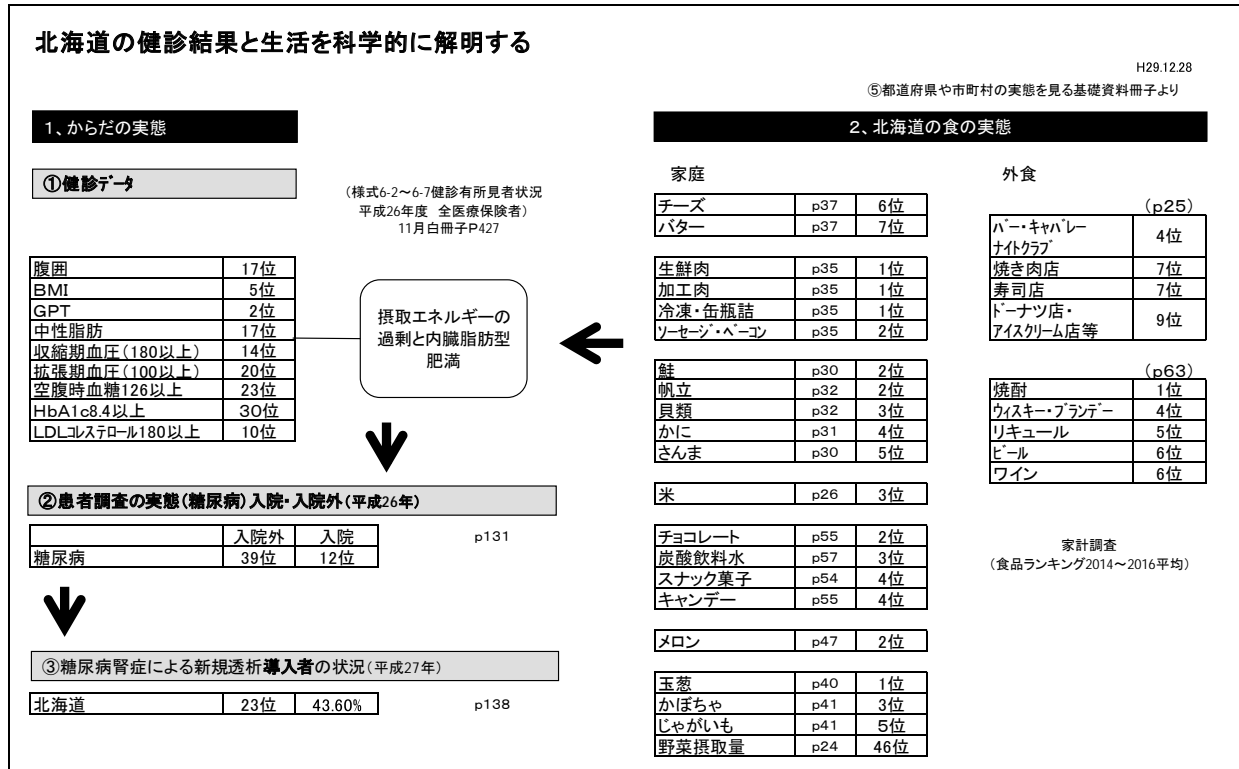 北海道の健診結果と生活を科学的に解明する
H29.12.28
⑤都道府県や市町村の実態を見る基礎資料冊子より
1、からだの実態
①健診ﾃﾞｰﾀ
(様式6-2～6-7健診有所見者状況
平成26年度 全医療保険者)
11月白冊子P427
腹囲 17位
BMI 5位
GPT 2位
中性脂肪 17位
収縮期血圧(180以上) 14位
拡張期血圧(100以上) 20位
空腹時血糖126以上 23位
HbA1c8.4以上 30位
LDLｺﾚｽﾃﾛｰﾙ180以上 10位
摂取エネルギーの
過剰と内臓脂肪型
肥満
②患者調査の実態(糖尿病)入院・入院外(平成26年)
入院外 入院 p131
糖尿病 39位 12位
③糖尿病腎症による新規透析導入者の状況(平成27年)
北海道 23位 43.60% p138
2、北海道の食の実態
家庭
チーズ p37 6位
バター p37 7位
生鮮肉 p35 1位
加工肉 p35 1位
冷凍・缶瓶詰 p35 1位
ｿｰｾｰｼﾞ・ﾍﾞｰｺﾝ p35 2位
鮭 p30 2位
帆立 p32 2位
貝類 p32 3位
かに p31 4位
さんま p30 5位
米 p26 3位
チョコレート p55 2位
炭酸飲料水 p57 3位
スナック菓子 p54 4位
キャンデー p55 4位
メロン p47 2位
玉葱 p40 1位
かぼちゃ p41 3位
じゃがいも p41 5位
野菜摂取量 p24 46位
外食
(p25)
ﾊﾞｰ・ｷｬﾊﾞﾚｰ
ﾅｲﾄｸﾗﾌﾞ 4位
焼き肉店 7位
寿司店 7位
ﾄﾞｰﾅﾂ店・
ｱｲｽｸﾘｰﾑ店等 9位
(p63)
焼酎 1位
ｳｨｽｷｰ・ﾌﾞﾗﾝﾃﾞｰ 4位
リキュール 5位
ﾋﾞｰﾙ 6位
ワイン 6位
家計調査
(食品ランキング2014～2016平均)